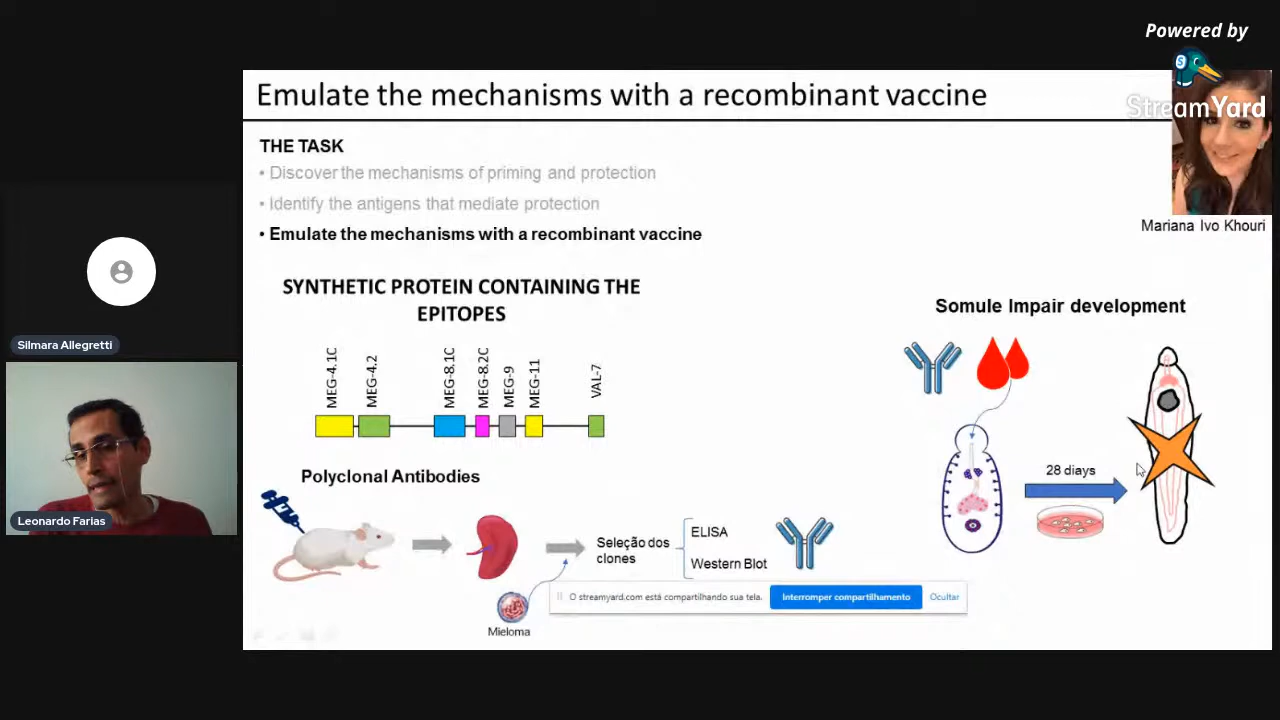 Powered by
StreamYard
Emulate the mechanisms with a recombinant vaccine
THE TASK
• Discover the mechanisms of priming and protection
• Identify the antigens that mediate protection
• Emulate the mechanisms with a recombinant vaccine
Mariana Ivo Khouri
SYNTHETIC PROTEIN CONTAINING THE
EPITOPES
MEG-4.1C
MEG-4.2
MEG-8.1C
MEG-8.2C
MEG-9
MEG-11
VAL-7
Somule Impair development
28 diays
Polyclonal Antibodies
Seleção dos
clones
ELISA
Western Blot
Mieloma
O streamyard.com está compartilhando sua tela.
Interromper compartilhamento
Ocultar
Silmara Allegretti
Leonardo Farias